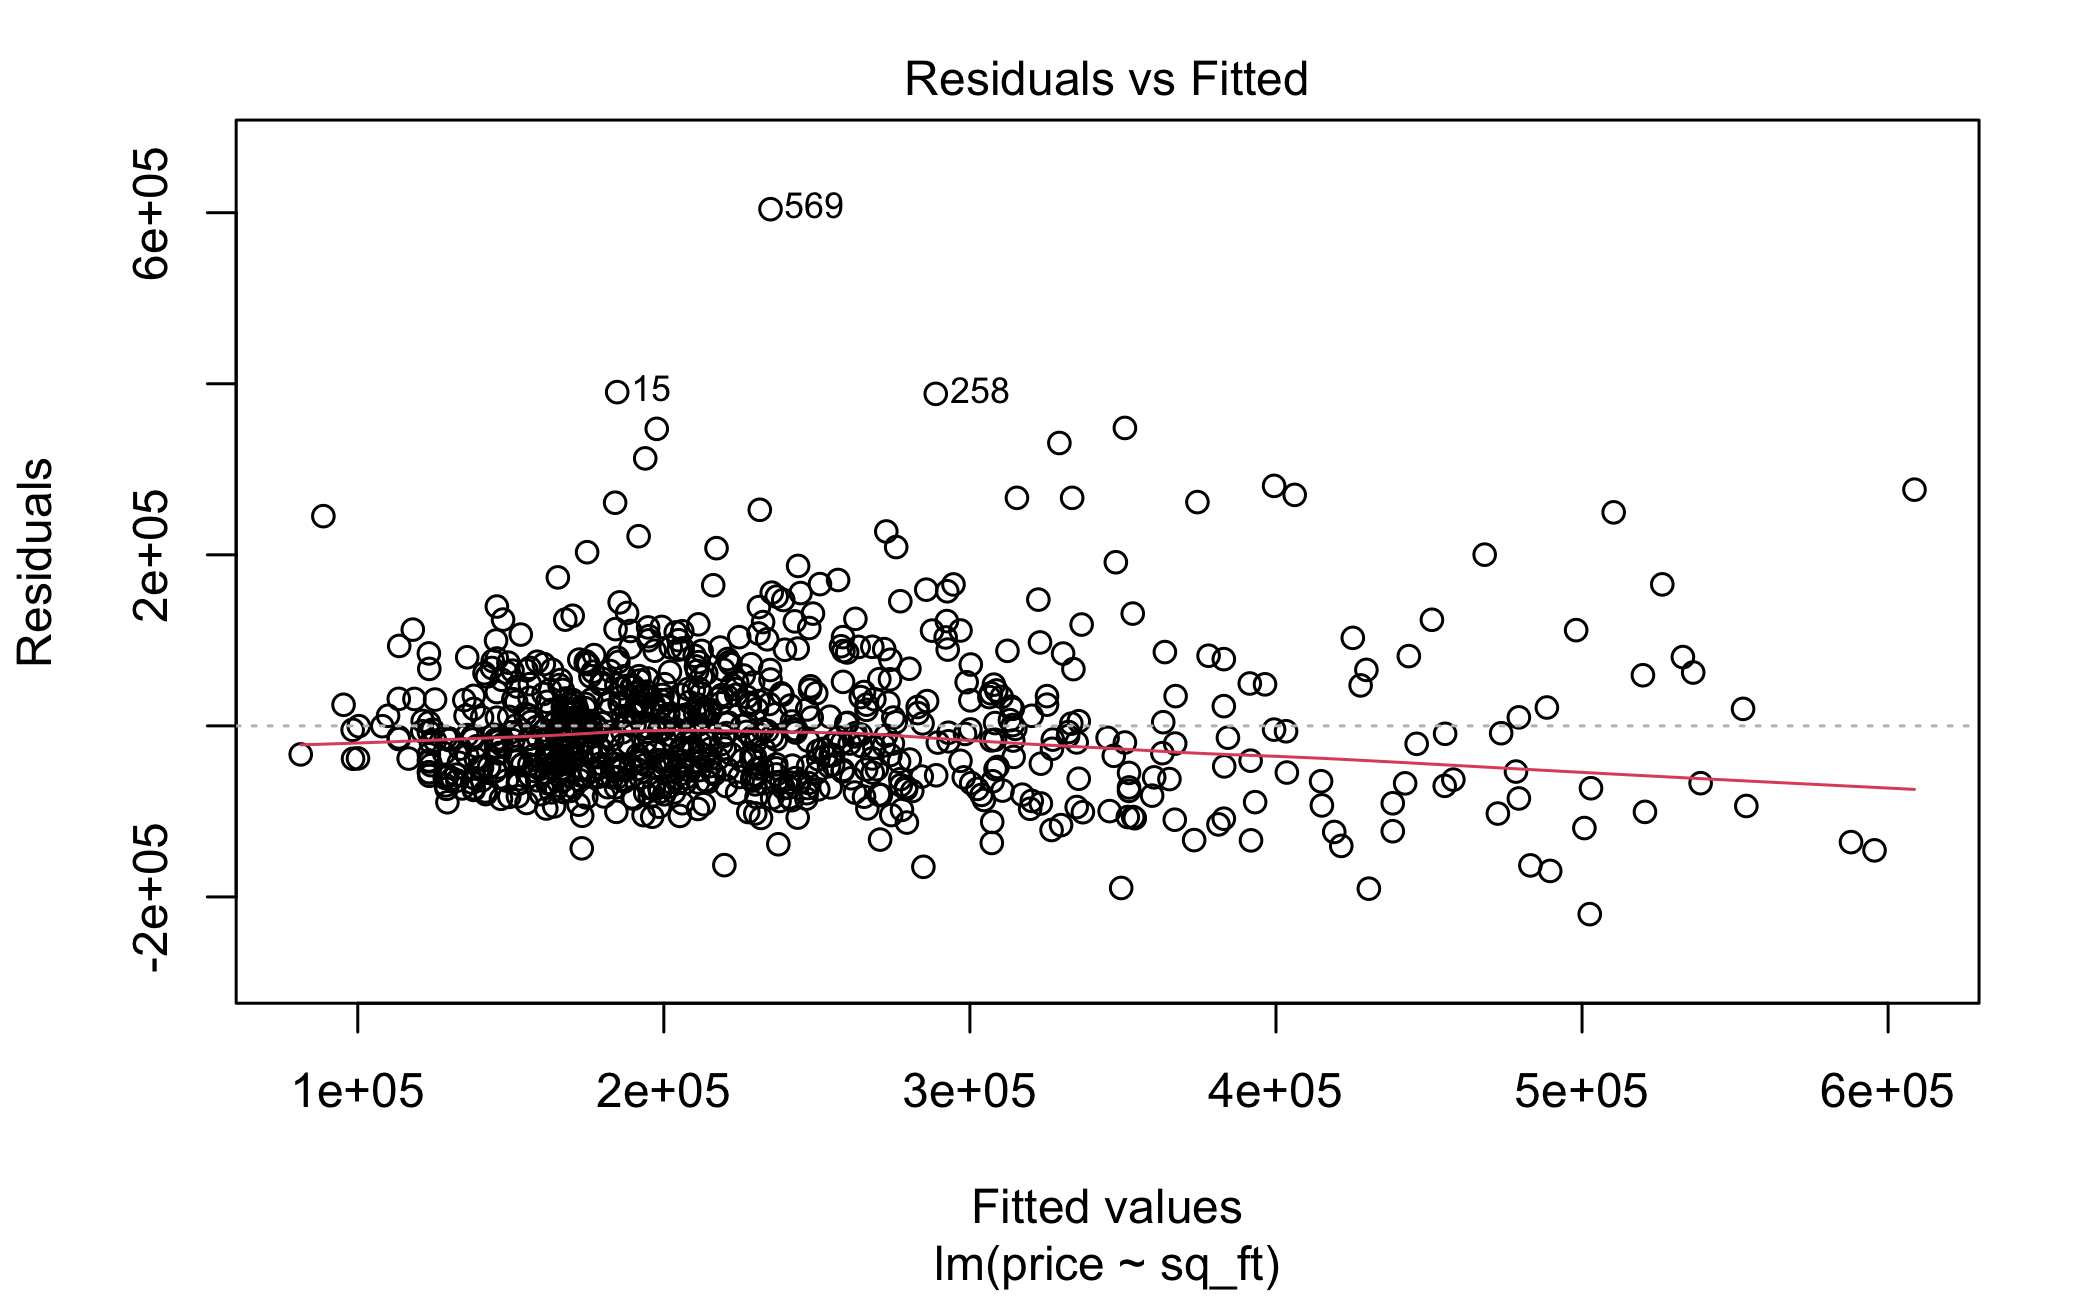 Residuals vs Fitted
Residuals
6e+05
2e+05
-2e+05
569
15
258
1e+05 2e+05 3e+05 4e+05 5e+05 6e+05
Fitted values
lm(price ~ sq_ft)